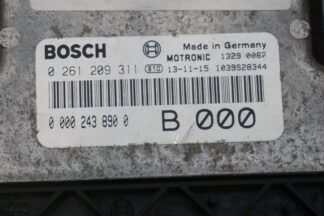 BOSCH Made in Germany
MOTRONIC 1329 0067
0 261 209 311 810 13-11-15 1039S28344
0 000 243 890 0 B 000